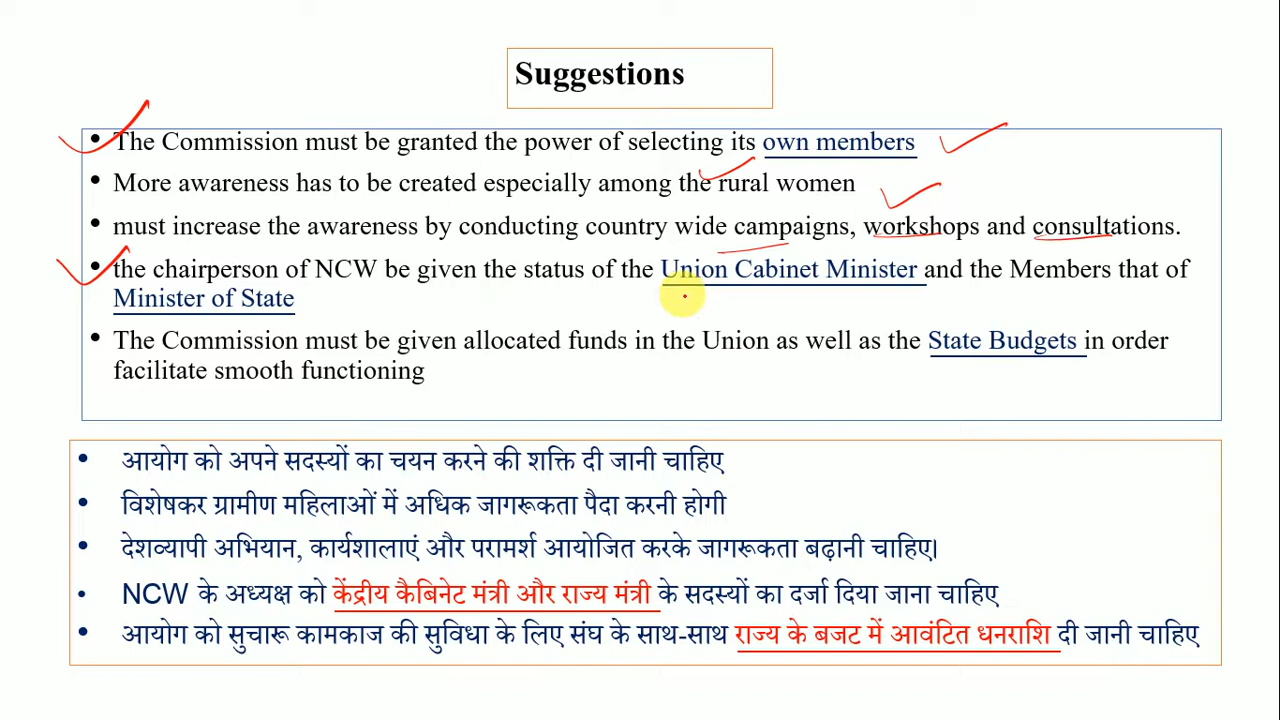 Suggestions
• The Commission must be granted the power of selecting its own members
• More awareness has to be created especially among the rural women
• must increase the awareness by conducting country wide campaigns, workshops and consultations.
• the chairperson of NCW be given the status of the Union Cabinet Minister and the Members that of
Minister of State
• The Commission must be given allocated funds in the Union as well as the State Budgets in order
facilitate smooth functioning
• आयोग को अपने सदस्यों का चयन करने की शक्ति दी जानी चाहिए
• विशेषकर ग्रामीण महिलाओं में अधिक जागरूकता पैदा करनी होगी
• देशव्यापी अभियान, कार्यशालाएं और परामर्श आयोजित करके जागरूकता बढ़ानी चाहिए।
• NCW के अध्यक्ष को केंद्रीय कैबिनेट मंत्री और राज्य मंत्री के सदस्यों का दर्जा दिया जाना चाहिए
• आयोग को सुचारू कामकाज की सुविधा के लिए संघ के साथ-साथ राज्य के बजट में आवंटित धनराशि दी जानी चाहिए